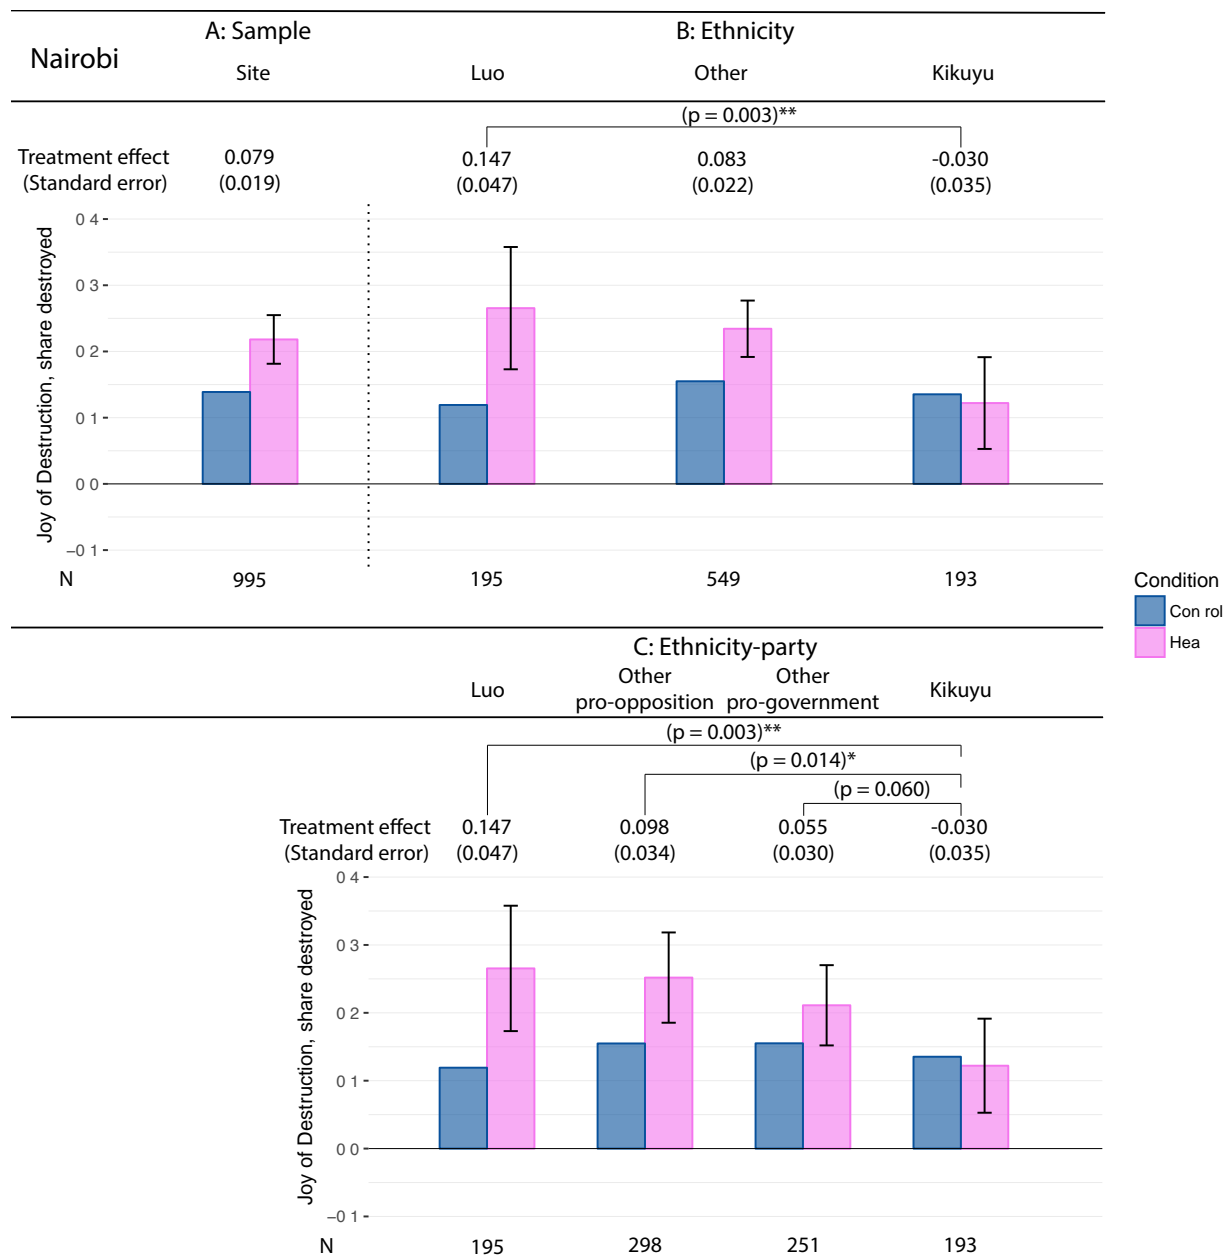 A: Sample B: Ethnicity
Nairobi
Site Luo Other Kikuyu
(p = 0.003)**
Treatment effect 0.079 0.147 0.083 -0.030
(Standard error) (0.019) (0.047) (0.022) (0.035)
Joy of Destruction, share destroyed
0 4
0 3
0 2
0 1
0 0
−0 1
N 995 195 549 193
Condition
Con rol
Hea
C: Ethnicity-party
Luo Other Other Kikuyu
pro-opposition pro-government
(p = 0.003)**
(p = 0.014)*
(p = 0.060)
Treatment effect 0.147 0.098 0.055 -0.030
(Standard error) (0.047) (0.034) (0.030) (0.035)
Joy of Destruction, share destroyed
0 4
0 3
0 2
0 1
0 0
−0 1
N 195 298 251 193